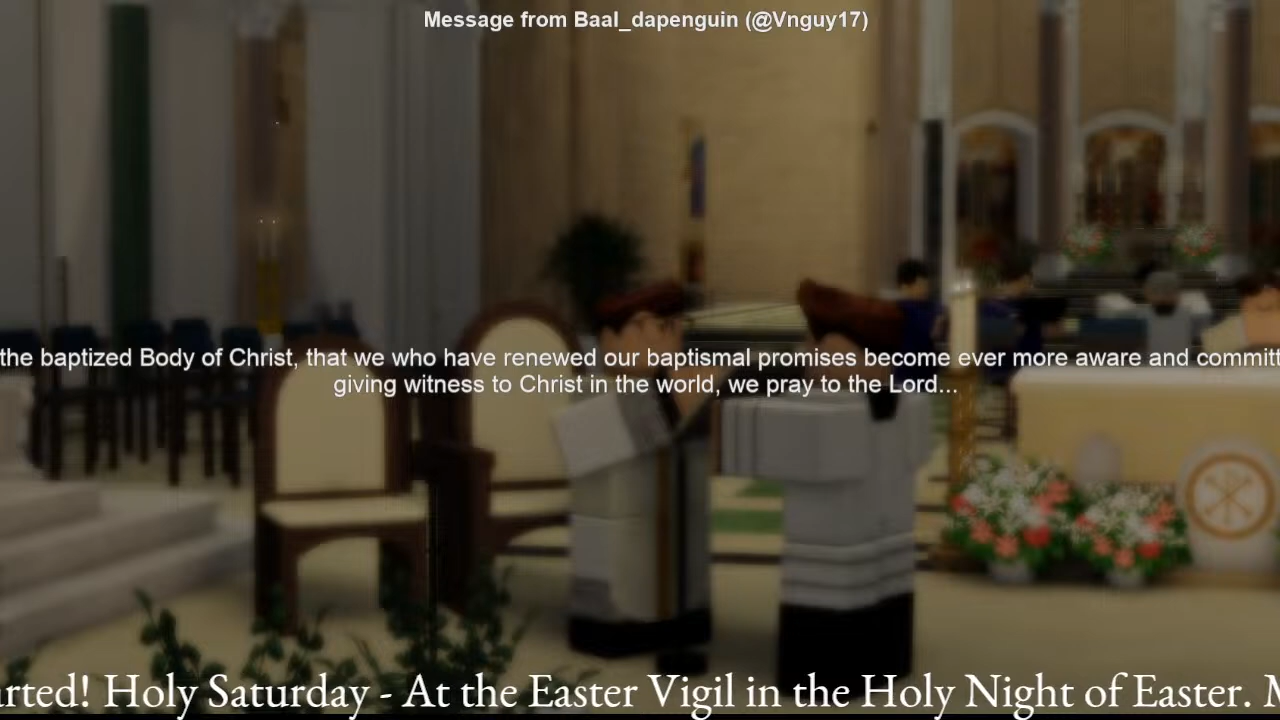 Message from Baal_dapenguin (@Vnguy17)
the baptized Body of Christ, that we who have renewed our baptismal promises become ever more aware and committ
giving witness to Christ in the world, we pray to the Lord...
arted! Holy Saturday - At the Easter Vigil in the Holy Night of Easter. M